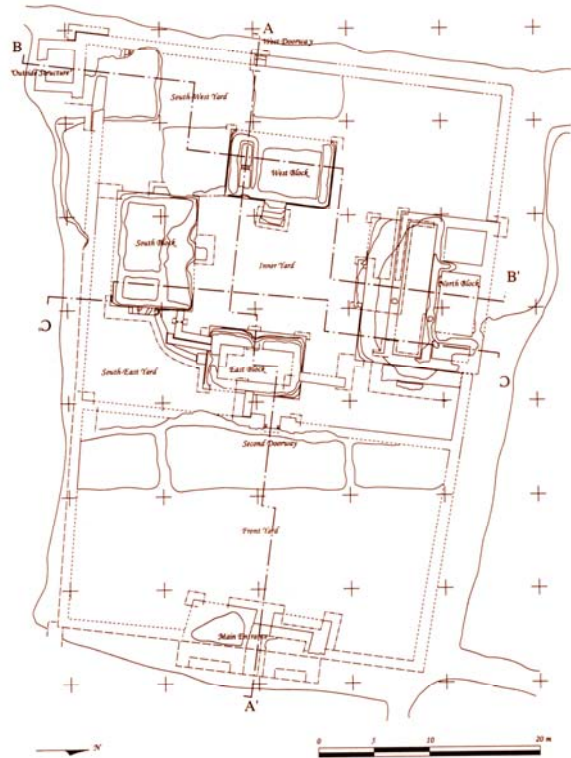 A
B
West Doorway
Outside Structure
South-West Yard
West Block
South Block
Inner Yard
B'
North Block
C
C
East Block
South-East Yard
Second Doorway
Front Yard
Main Entrance
A'
N
0 5 10 20 m